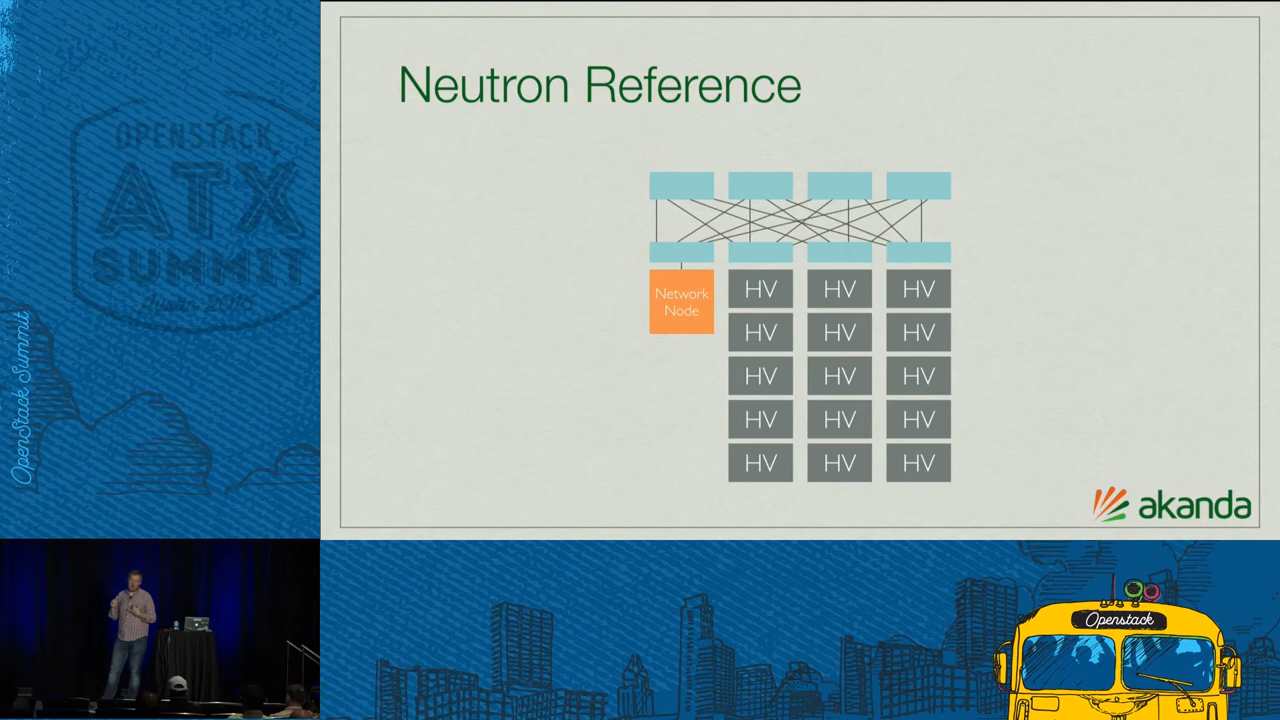 Neutron Reference
Network
Node
HV HV HV
HV HV HV
HV HV HV
HV HV HV
HV HV HV
akanda
OPENSTACK
ATX
SUMMIT
OpenStack Summit
Openstack